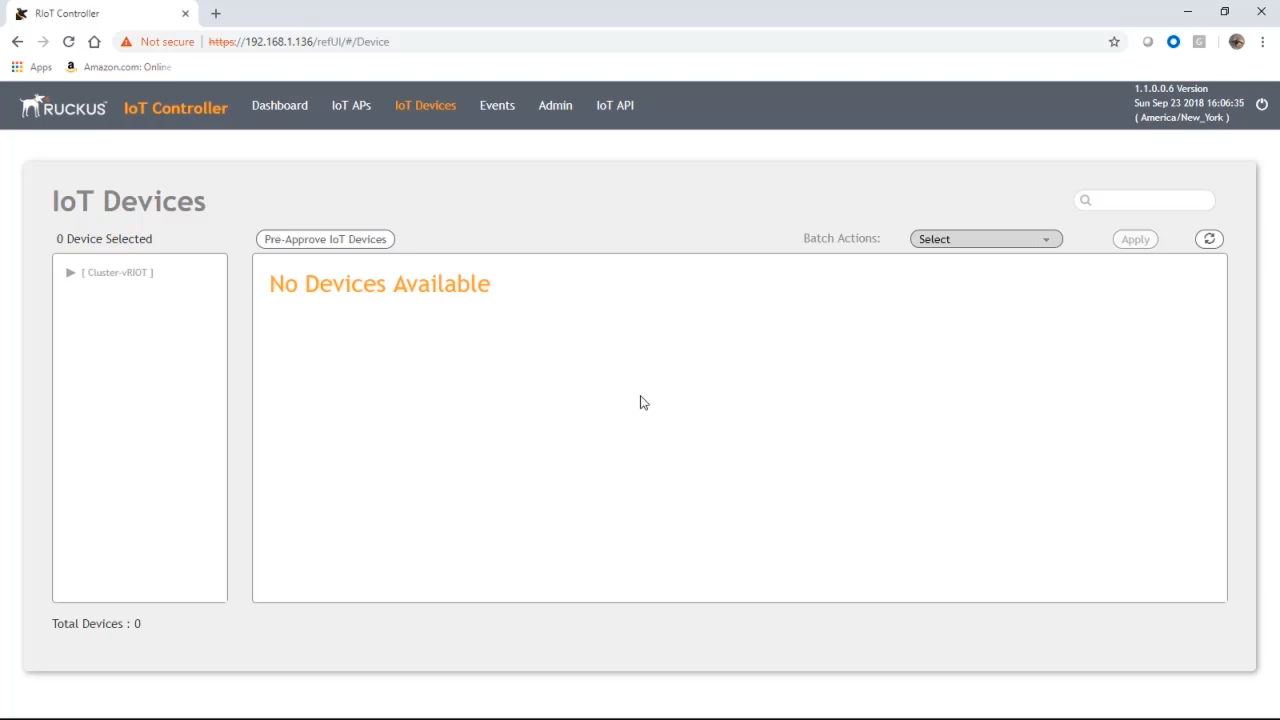 RIoT Controller
Not secure | https://192.168.1.136/refUI/#/Device
Apps Amazon.com: Online
RUCKUS IoT Controller Dashboard IoT APs IoT Devices Events Admin IoT API
1.1.0.0.6 Version
Sun Sep 23 2018 16:06:35
( America/New_York )
IoT Devices
0 Device Selected Pre-Approve IoT Devices Batch Actions: Select Apply
[ Cluster-vRIOT ]
No Devices Available
Total Devices : 0